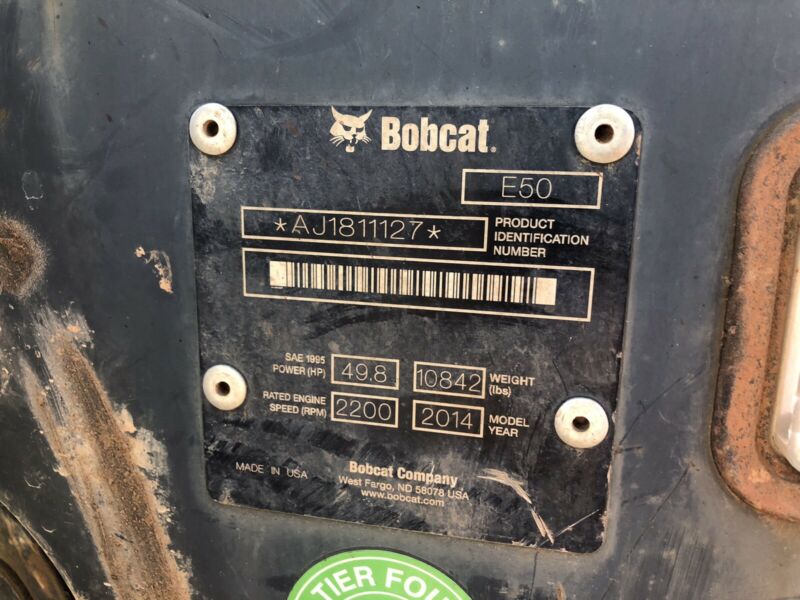 Bobcat.
E50
*AJ1811127*
PRODUCT
IDENTIFICATION
NUMBER
SAE 1995
POWER (HP)
49.8
10842
WEIGHT
(lbs)
RATED ENGINE
SPEED (RPM)
2200
2014
MODEL
YEAR
MADE IN USA
Bobcat Company
West Fargo, ND 58078 USA
www.bobcat.com
TIER FOU